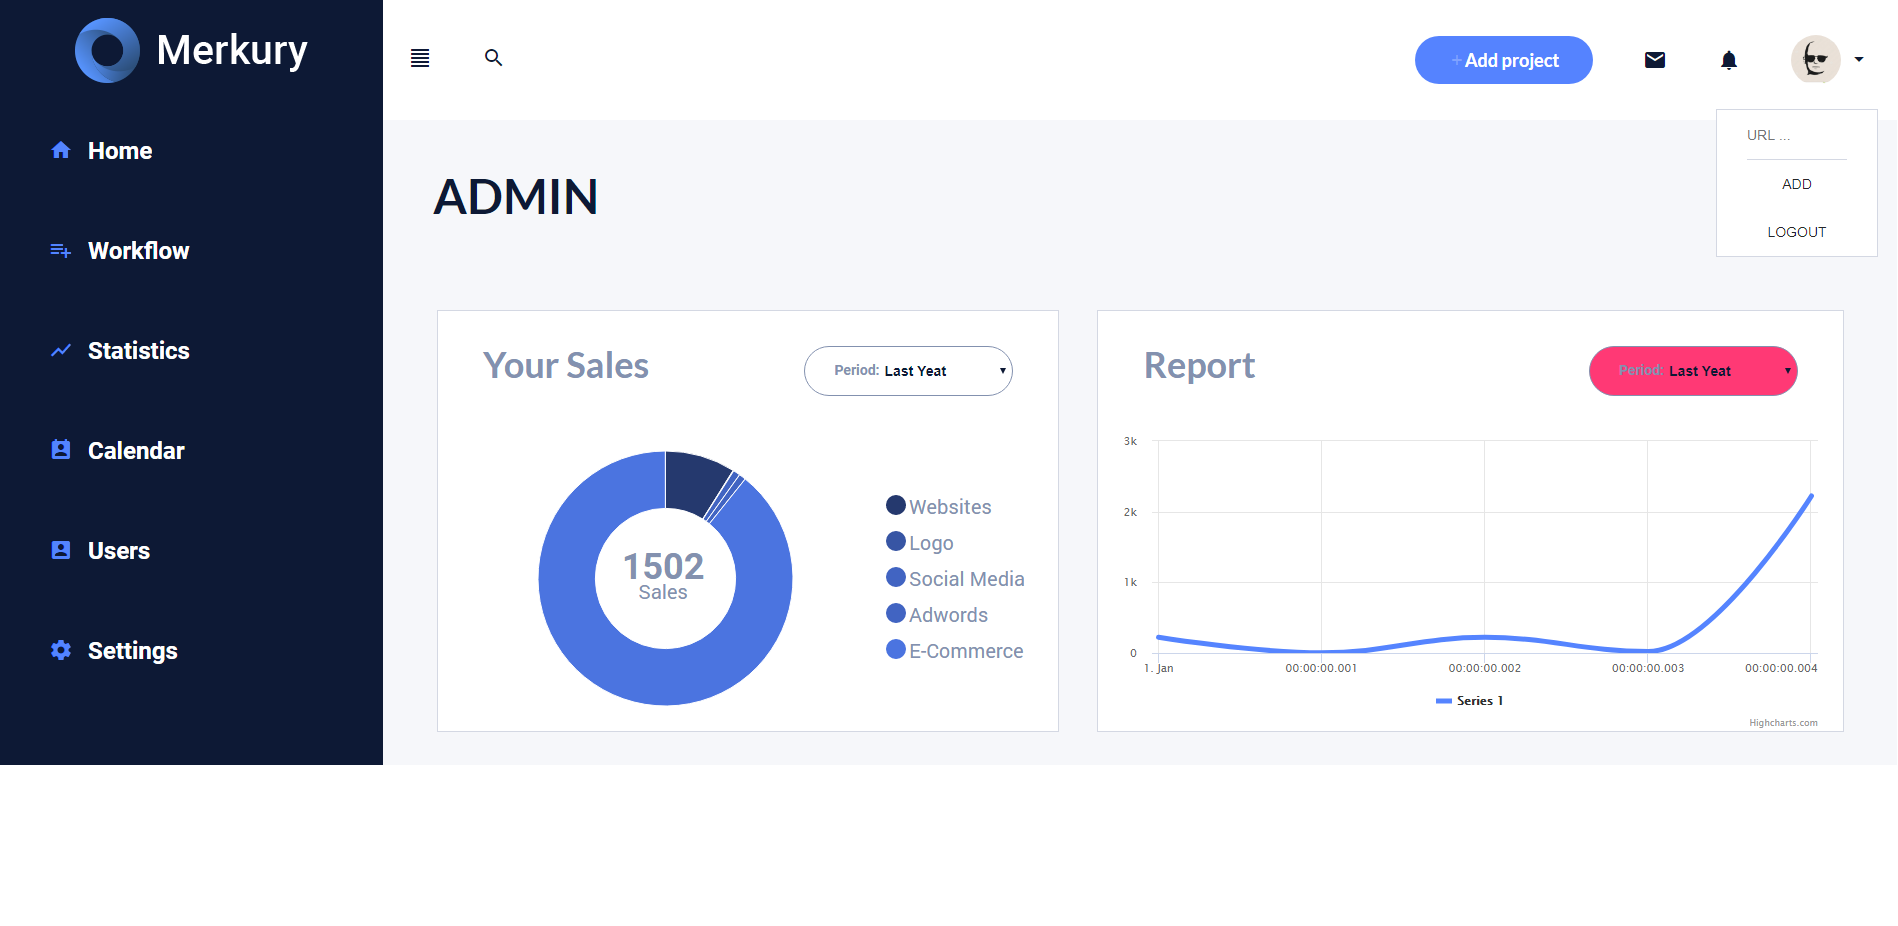 Merkury
Home
Workflow
Statistics
Calendar
Users
Settings
+ Add project
URL ...
ADD
LOGOUT
ADMIN
Your Sales
Period: Last Yeat
1502
Sales
Websites
Logo
Social Media
Adwords
E-Commerce
Report
Period: Last Yeat
3k
2k
1k
0
1. Jan 00:00:00.001 00:00:00.002 00:00:00.003 00:00:00.004
Series 1
Highcharts.com